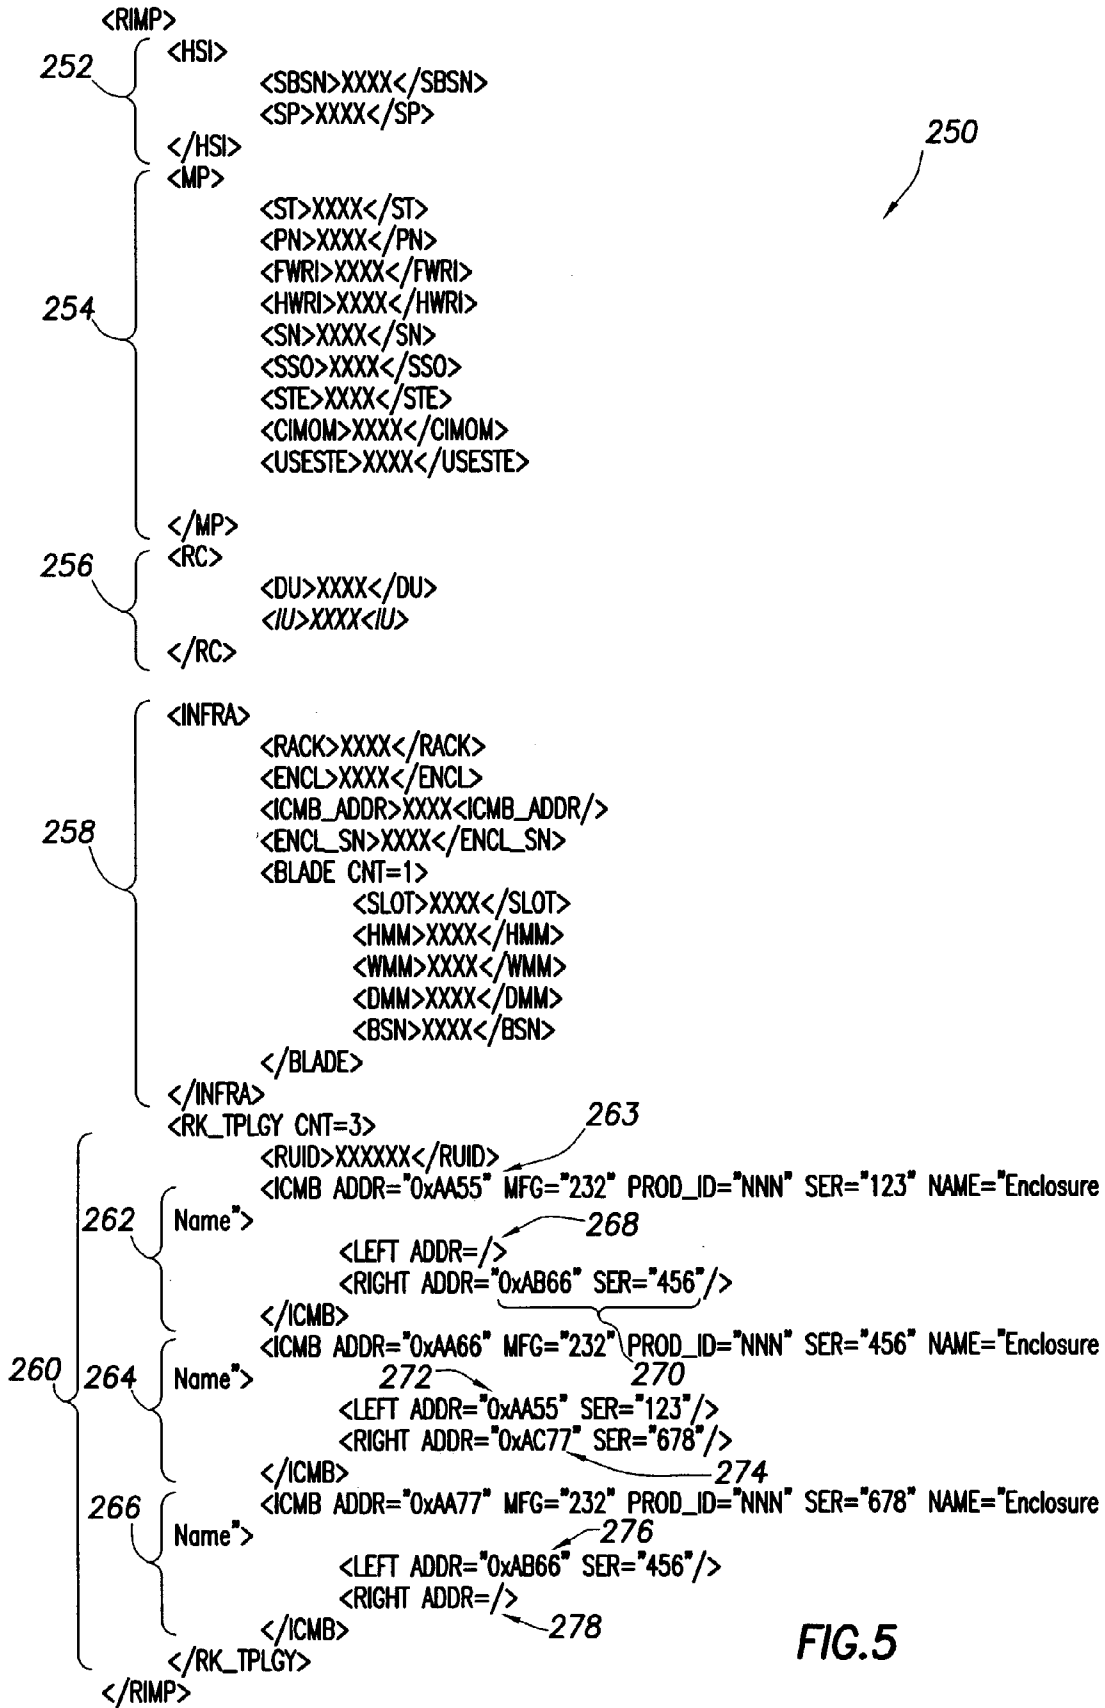 <RIMP>
<HSI>
252
<SBSN>XXXX</SBSN>
<SP>XXXX</SP>
250
</HSI>
<MP>
<ST>XXXX</ST>
<PN>XXXX</PN>
<FWRI>XXXX</FWRI>
254
<HWRI>XXXX</HWRI>
<SN>XXXX</SN>
<SSO>XXXX</SSO>
<STE>XXXX</STE>
<CIMOM>XXXX</CIMOM>
<USESTE>XXXX</USESTE>
</MP>
256
<RC>
<DU>XXXX</DU>
<IU>XXXX<IU>
</RC>
<INFRA>
<RACK>XXXX</RACK>
<ENCL>XXXX</ENCL>
<ICMB_ADDR>XXXX<ICMB_ADDR/>
258
<ENCL_SN>XXXX</ENCL_SN>
<BLADE CNT=1>
<SLOT>XXXX</SLOT>
<HMM>XXXX</HMM>
<WMM>XXXX</WMM>
<DMM>XXXX</DMM>
<BSN>XXXX</BSN>
</BLADE>
</INFRA>
<RK_TPLGY CNT=3>
263
<RUID>XXXXXX</RUID>
<ICMB ADDR="0xAA55" MFG="232" PROD_ID="NNN" SER="123" NAME="Enclosure
262
Name">
268
<LEFT ADDR=/>
<RIGHT ADDR="0xAB66" SER="456"/>
</ICMB>
<ICMB ADDR="0xAA66" MFG="232" PROD_ID="NNN" SER="456" NAME="Enclosure
260
264
Name">
272
270
<LEFT ADDR="0xAA55" SER="123"/>
<RIGHT ADDR="0xAC77" SER="678"/>
</ICMB>
274
<ICMB ADDR="0xAA77" MFG="232" PROD_ID="NNN" SER="678" NAME="Enclosure
266
Name">
276
<LEFT ADDR="0xAB66" SER="456"/>
<RIGHT ADDR=/>
</ICMB>
278
FIG.5
</RK_TPLGY>
</RIMP>